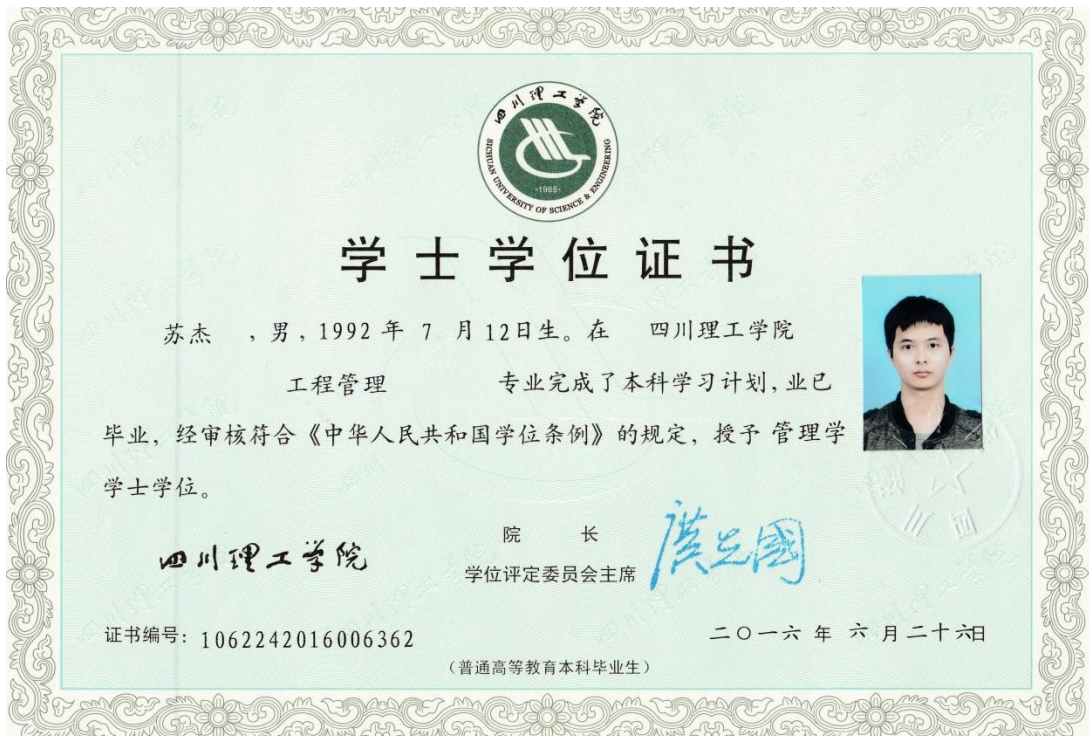 四川理工学院
SICHUAN UNIVERSITY OF SCIENCE & ENGINEERING
·1965·
学士学位证书
苏杰 ，男，1992 年 7 月 12日生。在 四川理工学院
工程管理 专业完成了本科学习计划，业已
毕业，经审核符合《中华人民共和国学位条例》的规定，授予 管理学
学士学位。
四川理工学院
院 长
学位评定委员会主席
证书编号：1062242016006362
二〇一六 年 六 月 二十六日
（普通高等教育本科毕业生）